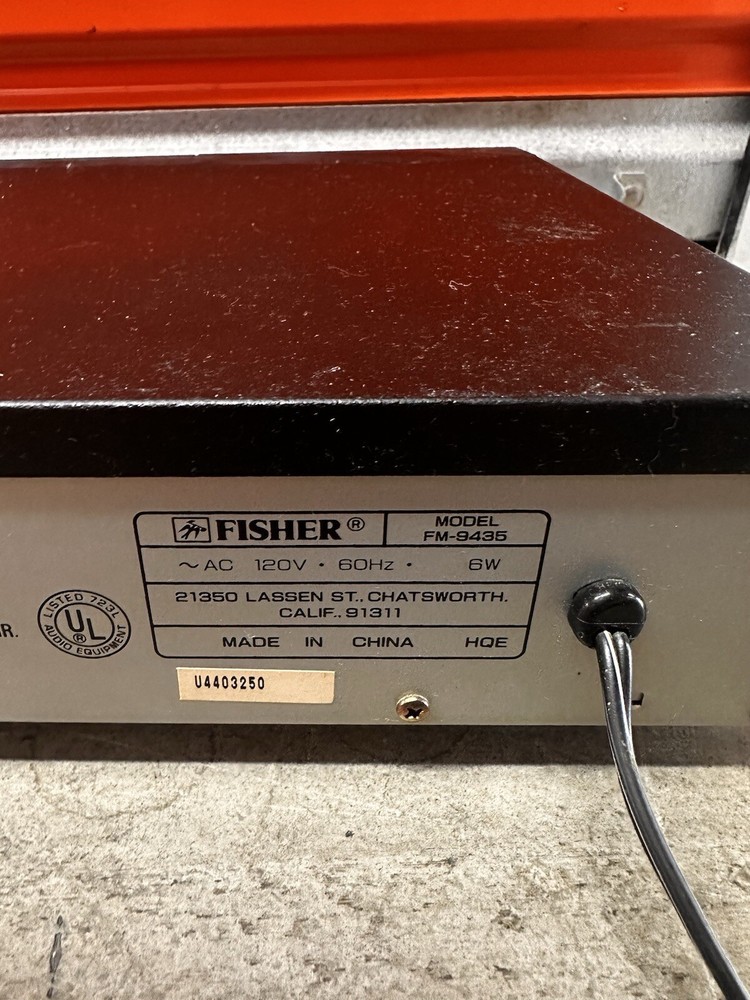 FISHER®
MODEL
FM-9435
~AC 120V · 60Hz · 6W
21350 LASSEN ST., CHATSWORTH.
CALIF., 91311
MADE IN CHINA HQE
R.
LISTED 723L
UL®
AUDIO EQUIPMENT
U4403250